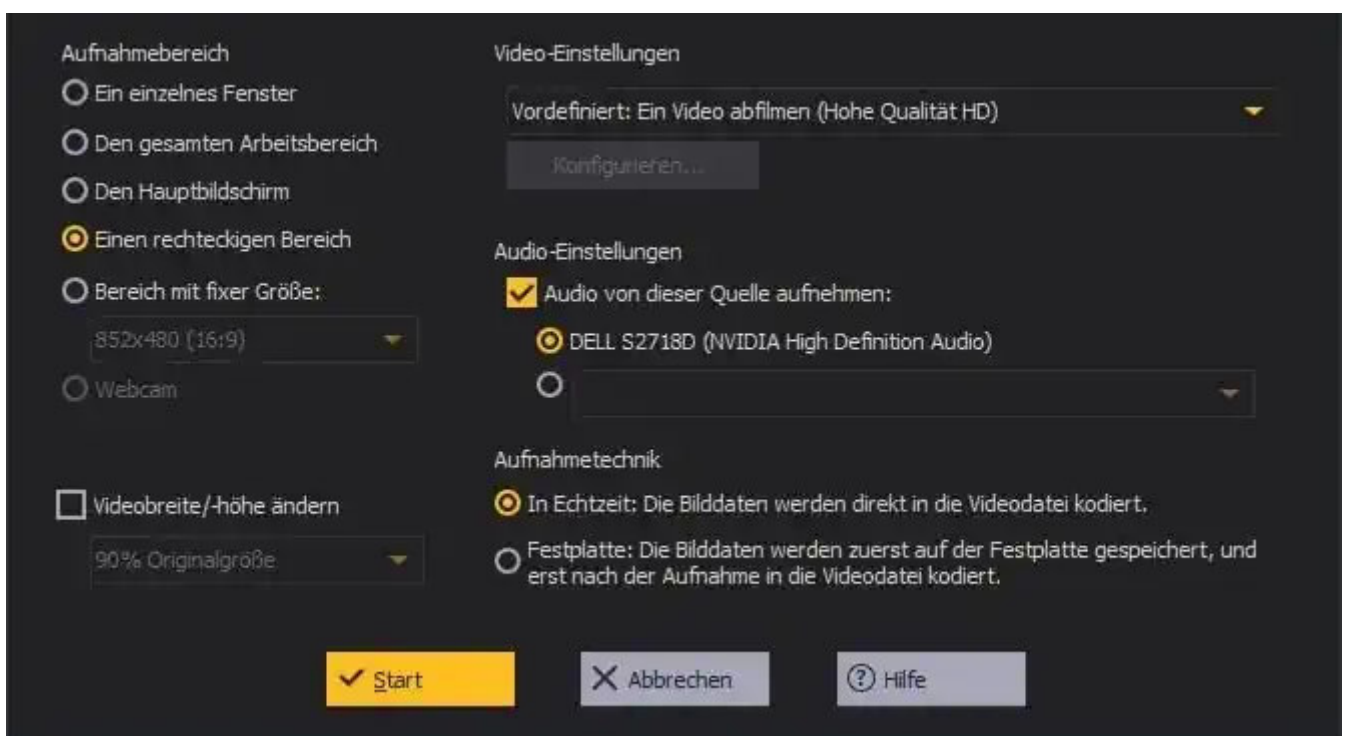 Aufnahmebereich
Ein einzelnes Fenster
Den gesamten Arbeitsbereich
Den Hauptbildschirm
Einen rechteckigen Bereich
Bereich mit fixer Größe:
852x480 (16:9)
Webcam
Videobreite/-höhe ändern
90% Originalgröße
Video-Einstellungen
Vordefiniert: Ein Video abfilmen (Hohe Qualität HD)
Konfigurieren...
Audio-Einstellungen
Audio von dieser Quelle aufnehmen:
DELL S2718D (NVIDIA High Definition Audio)
Aufnahmetechnik
In Echtzeit: Die Bilddaten werden direkt in die Videodatei kodiert.
Festplatte: Die Bilddaten werden zuerst auf der Festplatte gespeichert, und
erst nach der Aufnahme in die Videodatei kodiert.
Start
Abbrechen
? Hilfe